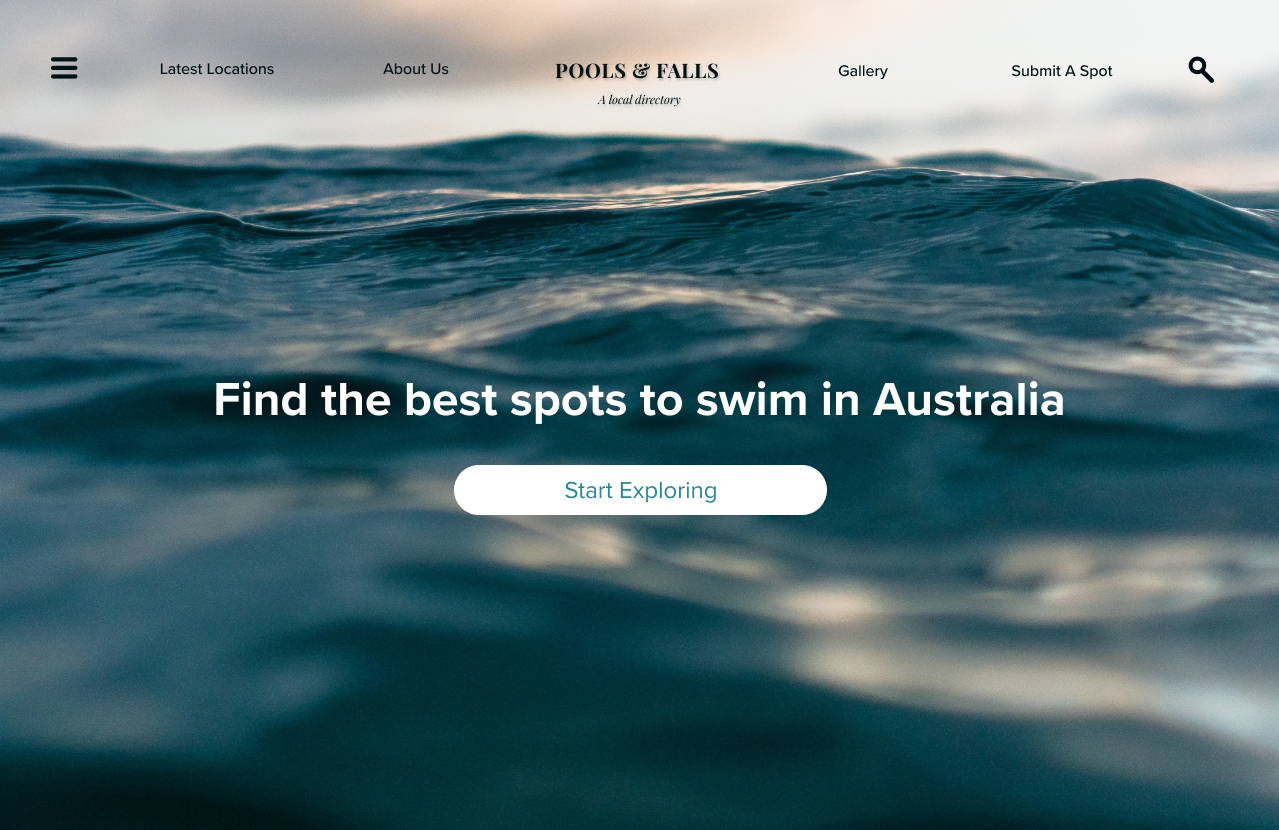 Latest Locations
About Us
POOLS & FALLS
A local directory
Gallery
Submit A Spot
Find the best spots to swim in Australia
Start Exploring